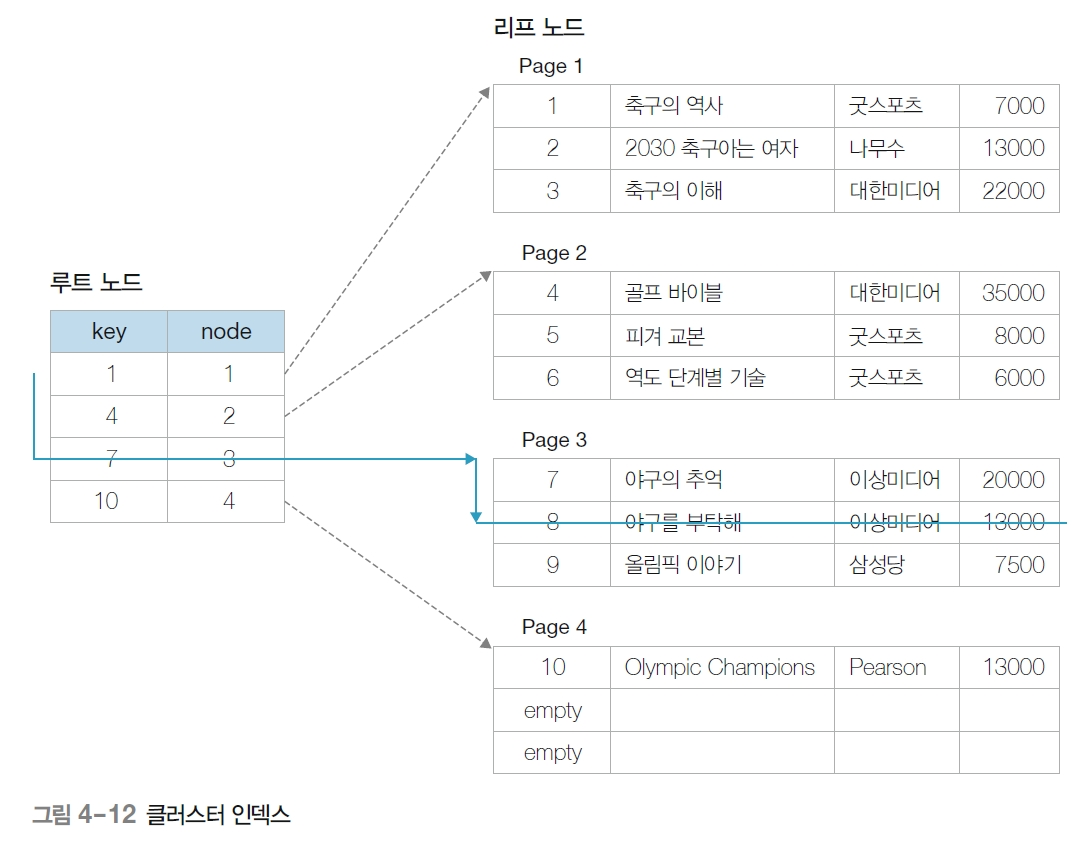 리프 노드
Page 1
1 축구의 역사 굿스포츠 7000
2 2030 축구아는 여자 나무수 13000
3 축구의 이해 대한미디어 22000
Page 2
4 골프 바이블 대한미디어 35000
5 피겨 교본 굿스포츠 8000
6 역도 단계별 기술 굿스포츠 6000
루트 노드
key node
1 1
4 2
7 3
10 4
Page 3
7 야구의 추억 이상미디어 20000
8 야구를 부탁해 이상미디어 13000
9 올림픽 이야기 삼성당 7500
Page 4
10 Olympic Champions Pearson 13000
empty
empty
그림 4-12 클러스터 인덱스